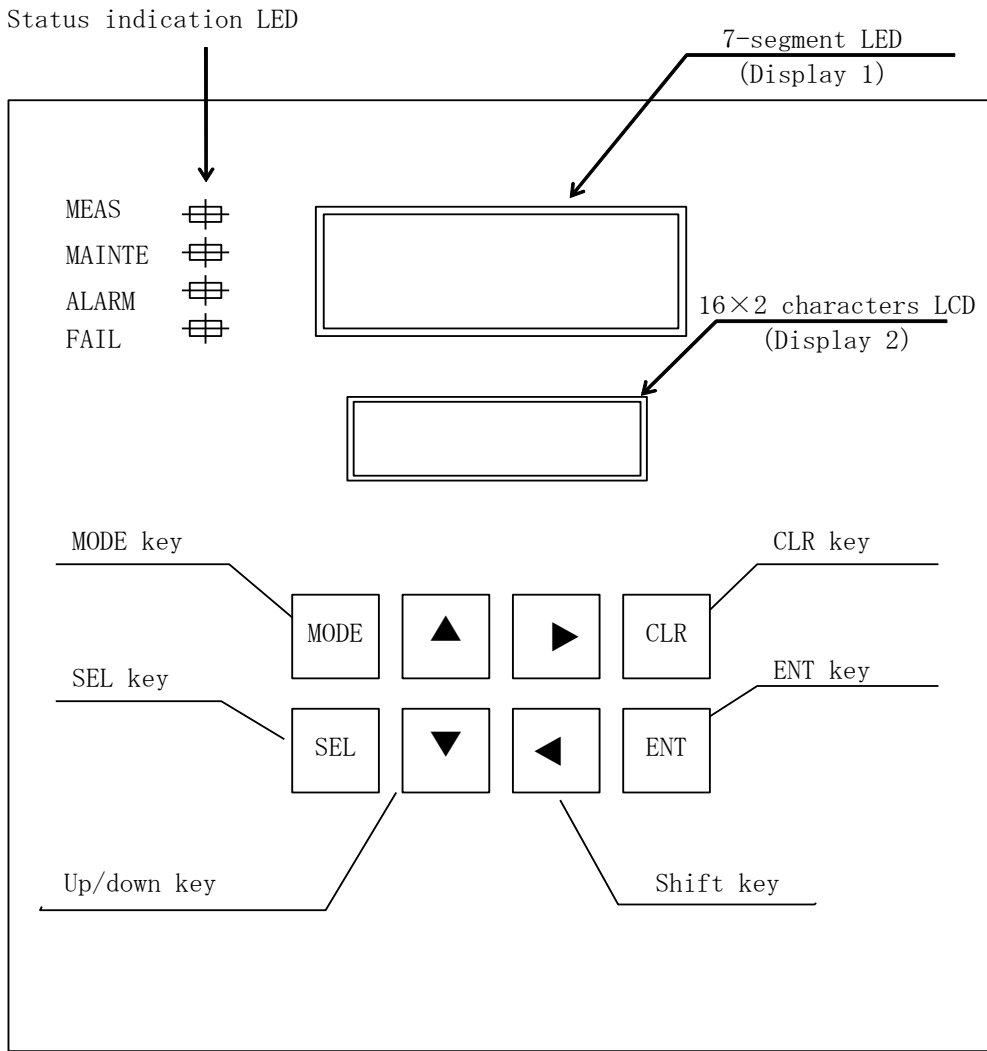 Status indication LED
7-segment LED
(Display 1)
MEAS
MAINTE
ALARM
FAIL
16×2 characters LCD
(Display 2)
MODE key
CLR key
MODE
▲
▶
CLR
SEL key
ENT key
SEL
▼
◀
ENT
Up/down key
Shift key